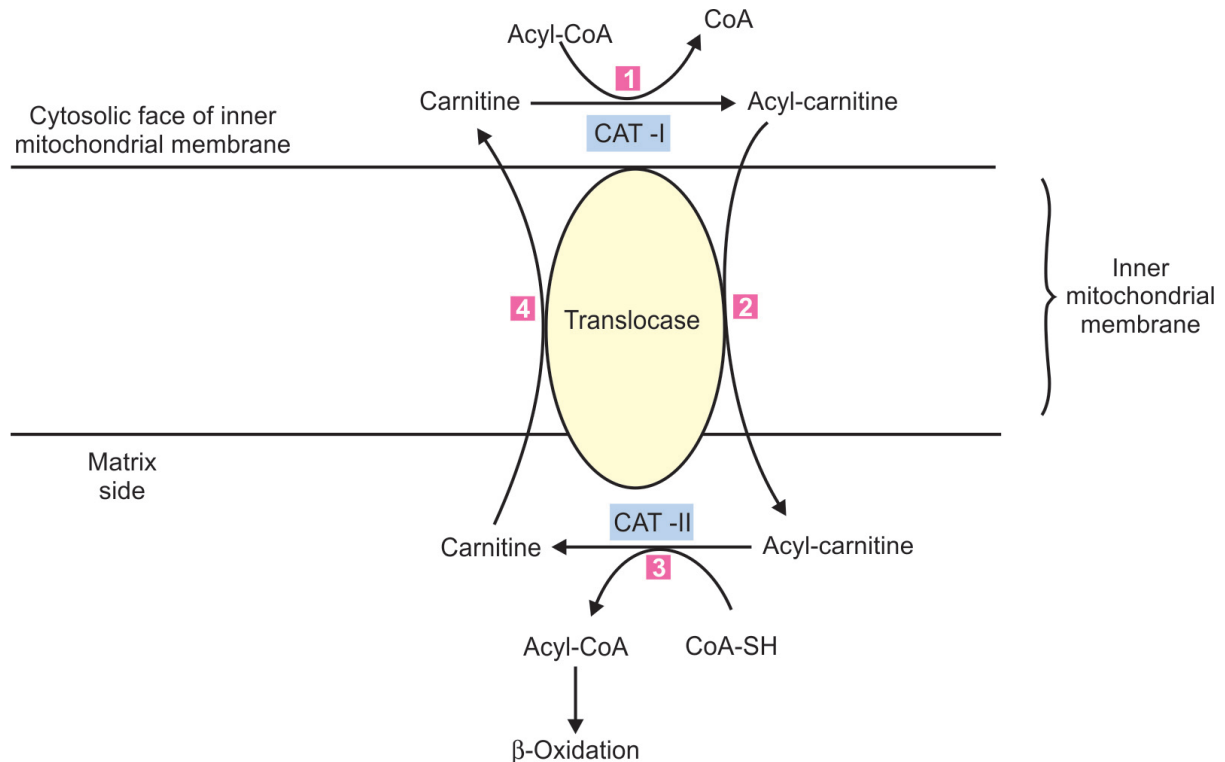 Acyl-CoA
CoA
1
Carnitine
Acyl-carnitine
Cytosolic face of inner
mitochondrial membrane
CAT -I
Inner
mitochondrial
membrane
4
Translocase
2
Matrix
side
CAT -II
Carnitine
Acyl-carnitine
3
Acyl-CoA
CoA-SH
β-Oxidation